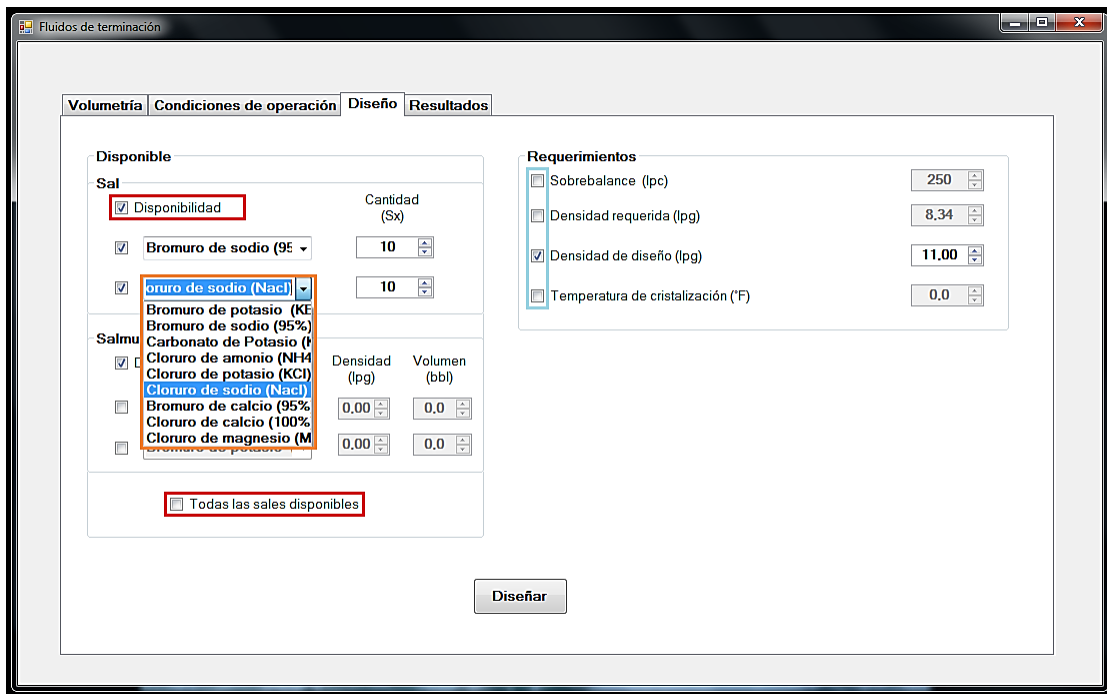 Fluidos de terminación
Volumetría Condiciones de operación Diseño Resultados
Disponible
Sal
Disponibilidad
Cantidad
(Sx)
Bromuro de sodio (95
10
oruro de sodio (Nacl)
10
Bromuro de potasio (KB
Bromuro de sodio (95%)
Carbonato de Potasio (K
Cloruro de amonio (NH4
Cloruro de potasio (KCl)
Cloruro de sodio (Nacl)
Bromuro de calcio (95%
Cloruro de calcio (100%
Cloruro de magnesio (M
Salmu
Densidad
(lpg)
Volumen
(bbl)
0.00 0.0
Bromuro de potasio
0.00 0.0
Todas las sales disponibles
Requerimientos
Sobrebalance (lpc) 250
Densidad requerida (lpg) 8.34
Densidad de diseño (lpg) 11.00
Temperatura de cristalización (°F) 0.0
Diseñar